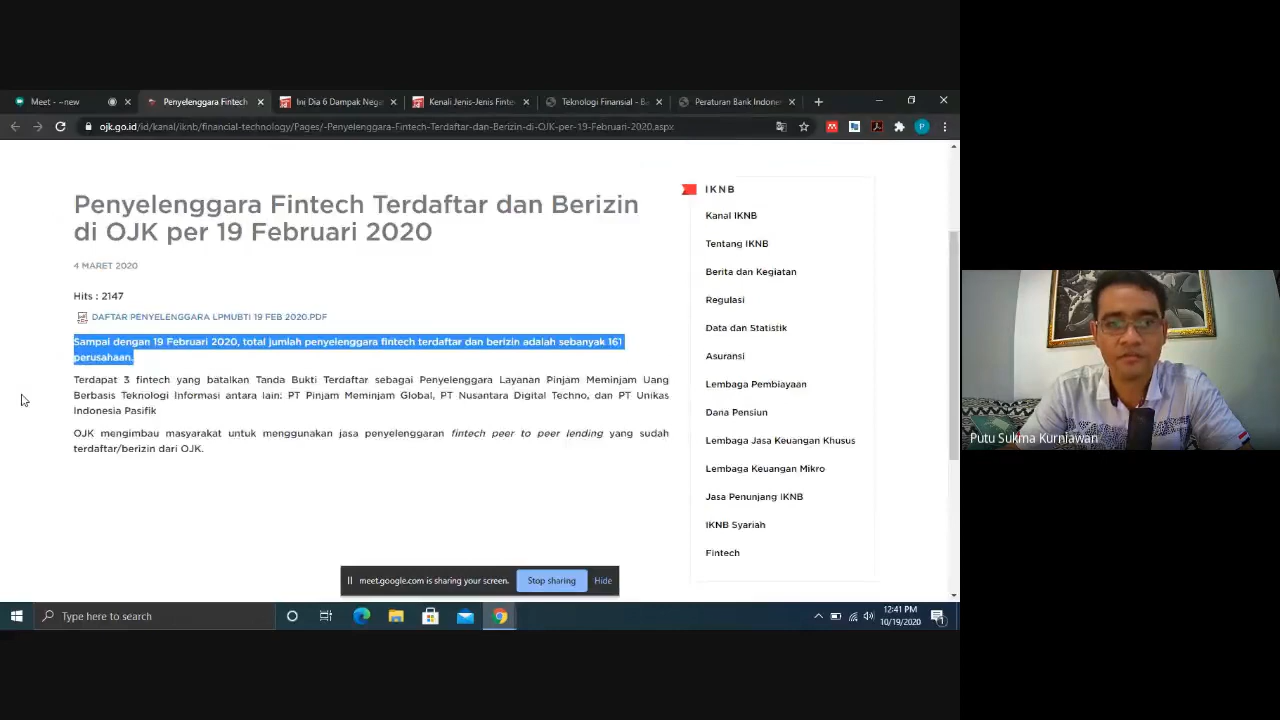 Meet - ~new
Penyelenggara Fintech
Ini Dia 6 Dampak Nega
Kenali Jenis-Jenis Fintec
Teknologi Finansial - Ba
Peraturan Bank Indone
ojk.go.id/id/kanal/iknb/financial-technology/Pages/-Penyelenggara-Fintech-Terdaftar-dan-Berizin-di-OJK-per-19-Februari-2020.aspx
P
Penyelenggara Fintech Terdaftar dan Berizin
di OJK per 19 Februari 2020
4 MARET 2020
Hits : 2147
DAFTAR PENYELENGGARA LPMUBTI 19 FEB 2020.PDF
Sampai dengan 19 Februari 2020, total jumlah penyelenggara fintech terdaftar dan berizin adalah sebanyak 161
perusahaan.
Terdapat 3 fintech yang batalkan Tanda Bukti Terdaftar sebagai Penyelenggara Layanan Pinjam Meminjam Uang
Berbasis Teknologi Informasi antara lain: PT Pinjam Meminjam Global, PT Nusantara Digital Techno, dan PT Unikas
Indonesia Pasifik
OJK mengimbau masyarakat untuk menggunakan jasa penyelenggaran fintech peer to peer lending yang sudah
terdaftar/berizin dari OJK.
IKNB
Kanal IKNB
Tentang IKNB
Berita dan Kegiatan
Regulasi
Data dan Statistik
Asuransi
Lembaga Pembiayaan
Dana Pensiun
Lembaga Jasa Keuangan Khusus
Lembaga Keuangan Mikro
Jasa Penunjang IKNB
IKNB Syariah
Fintech
meet.google.com is sharing your screen.
Stop sharing
Hide
Type here to search
12:41 PM
10/19/2020
1
Putu Sukma Kurniawan